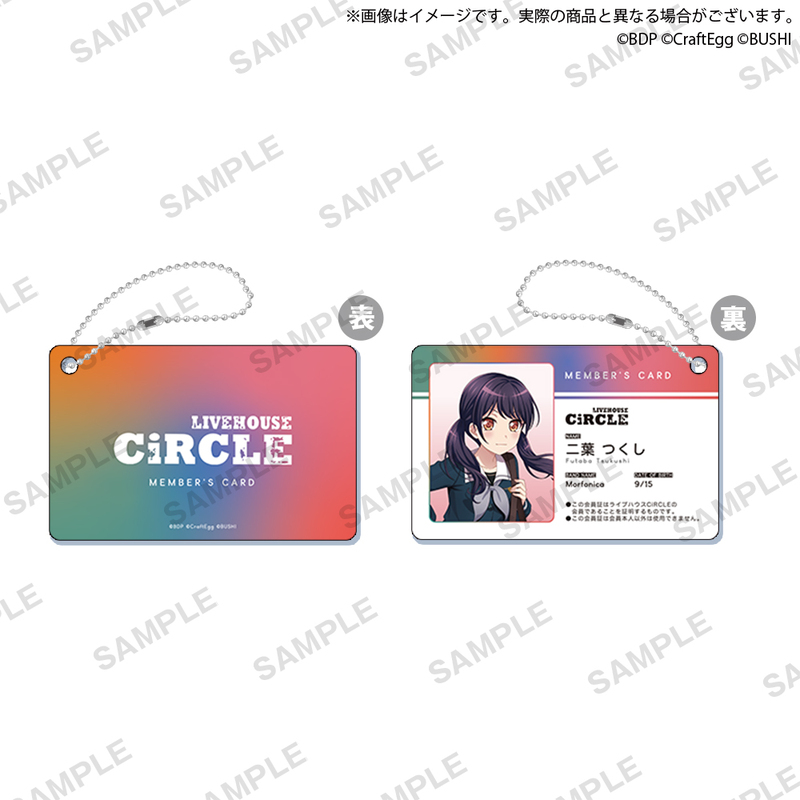 ※画像はイメージです。実際の商品と異なる場合がございます。
©BDP ©CraftEgg ©BUSHI
SAMPLE
表
LIVEHOUSE
CiRCLE
MEMBER'S CARD
©BDP ©CraftEgg ©BUSHI
裏
MEMBER'S CARD
LIVEHOUSE
CiRCLE
NAME
二葉 つくし
Futaba Tsukushi
BAND NAME DATE OF BIRTH
Morfonica 9/15
●この会員証はライブハウスCiRCLEの
会員であることを証明するものです。
●この会員証は会員本人以外は使用できません。